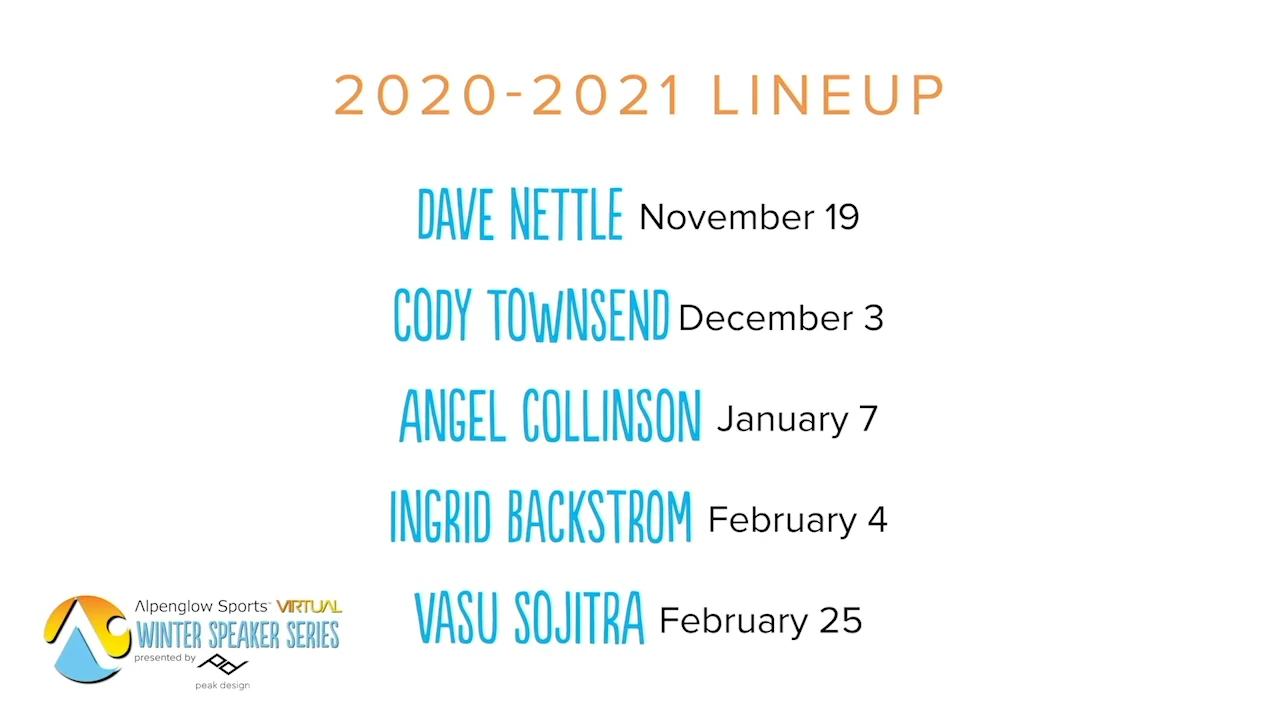 2020-2021 LINEUP
DAVE NETTLE November 19
CODY TOWNSEND December 3
ANGEL COLLINSON January 7
INGRID BACKSTROM February 4
VASU SOJITRA February 25
Alpenglow Sports™ VIRTUAL
WINTER SPEAKER SERIES
presented by
peak design